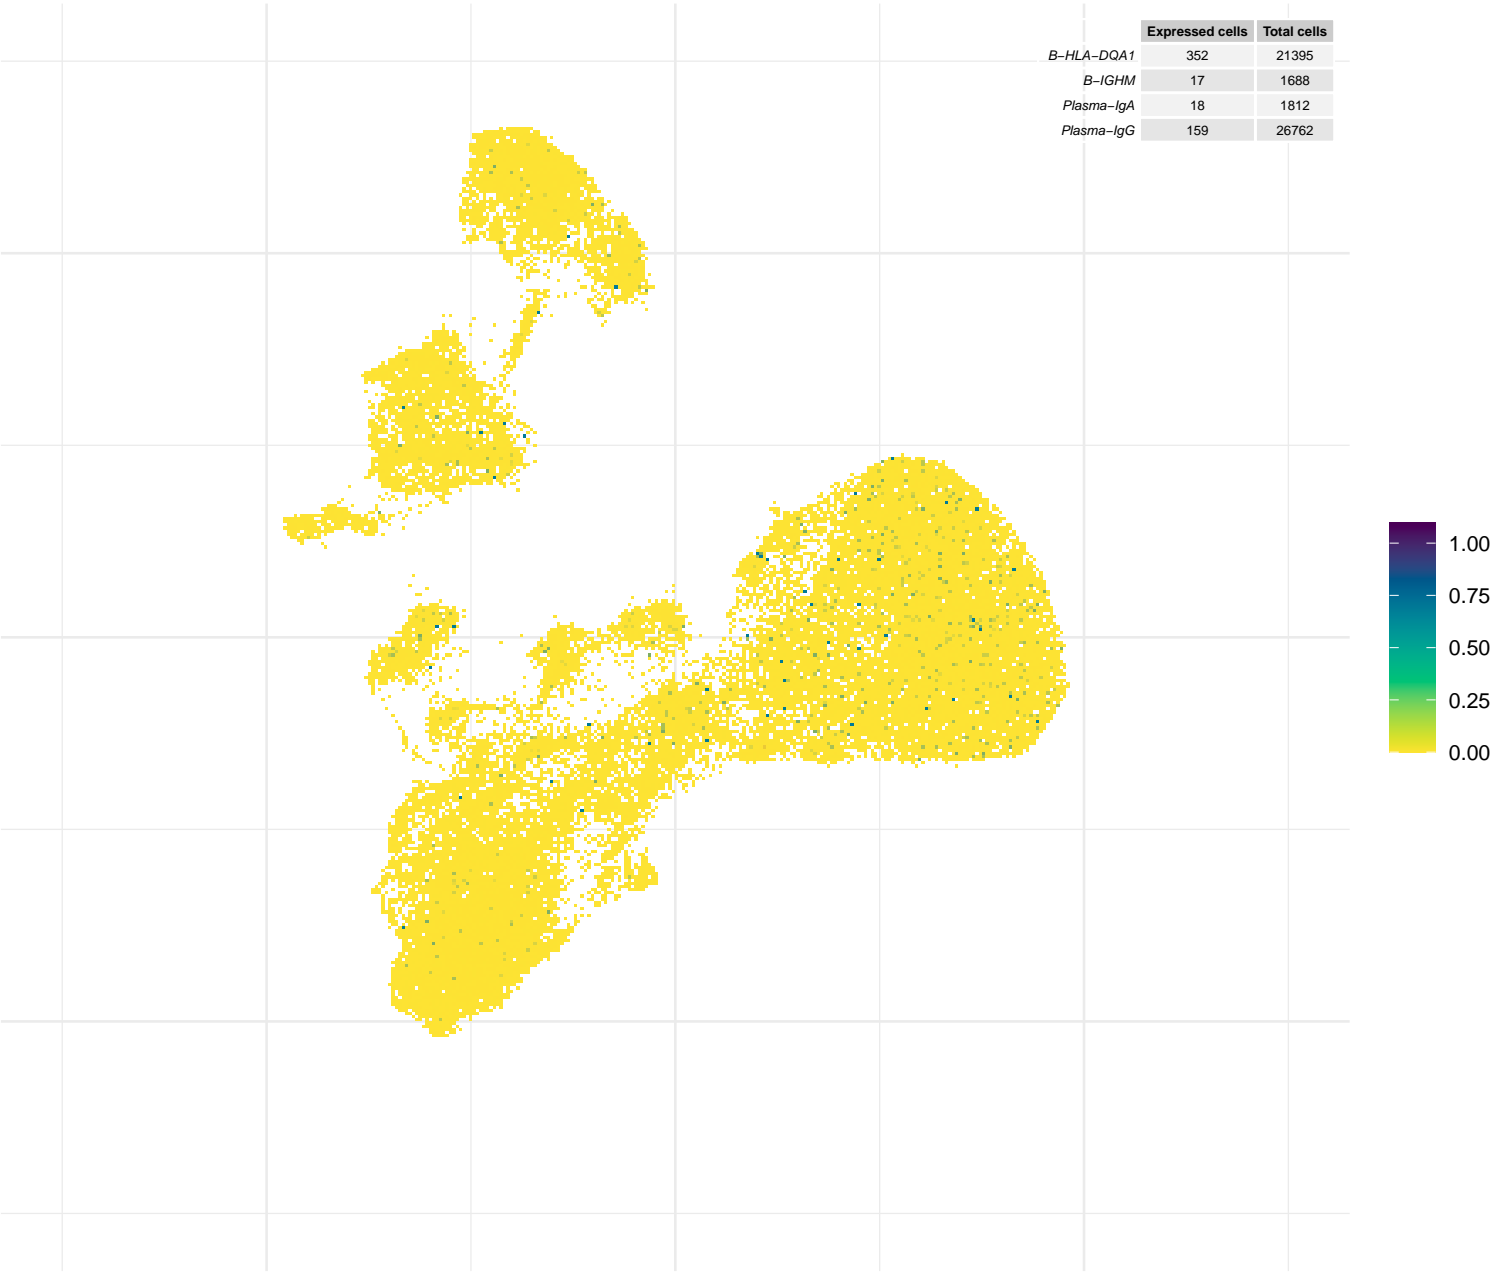 Expressed cells Total cells
B−HLA−DQA1 352 21395
B−IGHM 17 1688
Plasma−IgA 18 1812
Plasma−IgG 159 26762
1.00
0.75
0.50
0.25
0.00